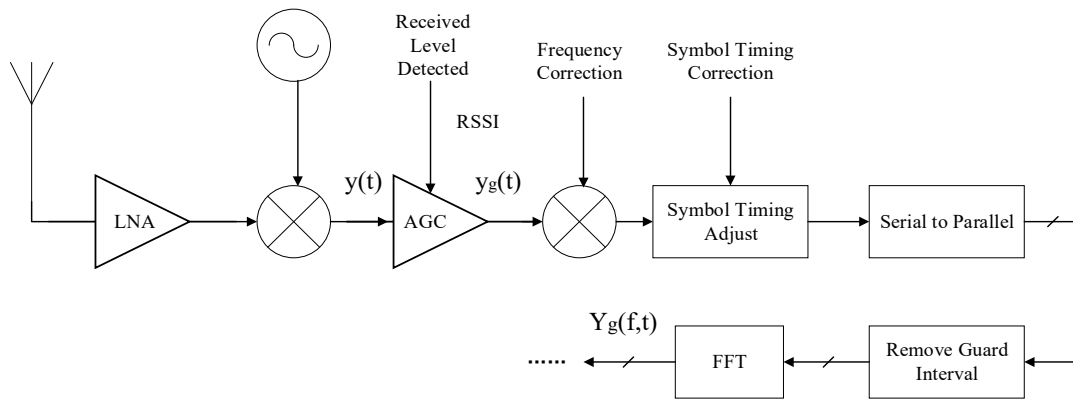 Received
Level
Detected
Frequency
Correction
Symbol Timing
Correction
RSSI
y(t)
yg(t)
LNA
AGC
Symbol Timing
Adjust
Serial to Parallel
Yg(f,t)
......
FFT
Remove Guard
Interval